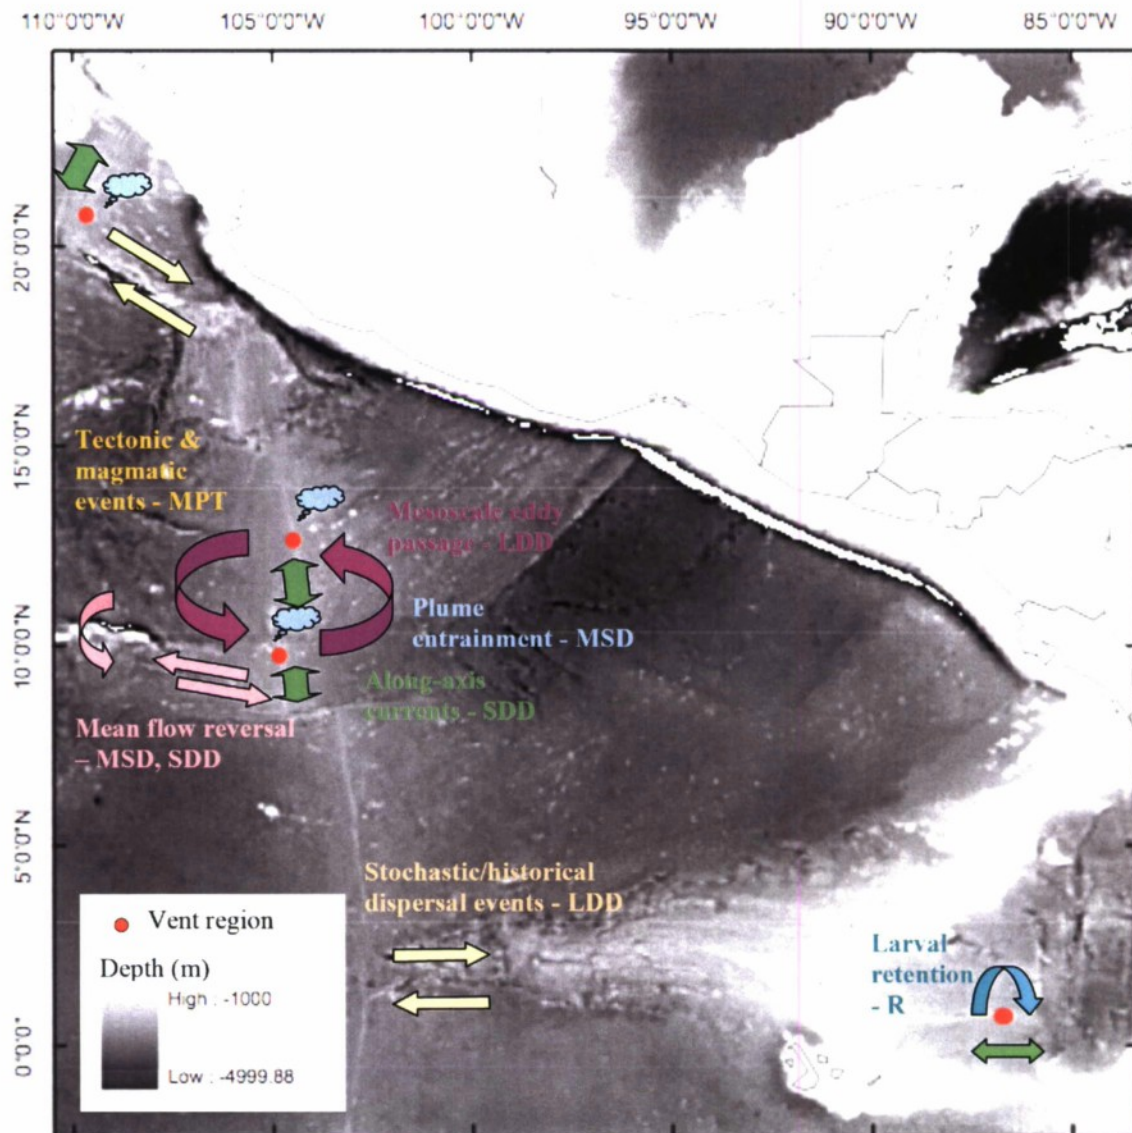 110°0'0"W 105°0'0"W 100°0'0"W 95°0'0"W 90°0'0"W 85°0'0"W
20°0'0"N
Tectonic &
magmatic
events - MPT
15°0'0"N
Mesoscale eddy
passage - LDD
Plume
entrainment - MSD
10°0'0"N
Along-axis
currents - SDD
Mean flow reversal
– MSD, SDD
5°0'0"N
Stochastic/historical
dispersal events - LDD
Vent region
Depth (m)
High : -1000
Low : -4999.88
Larval
retention
- R
0°0'0"